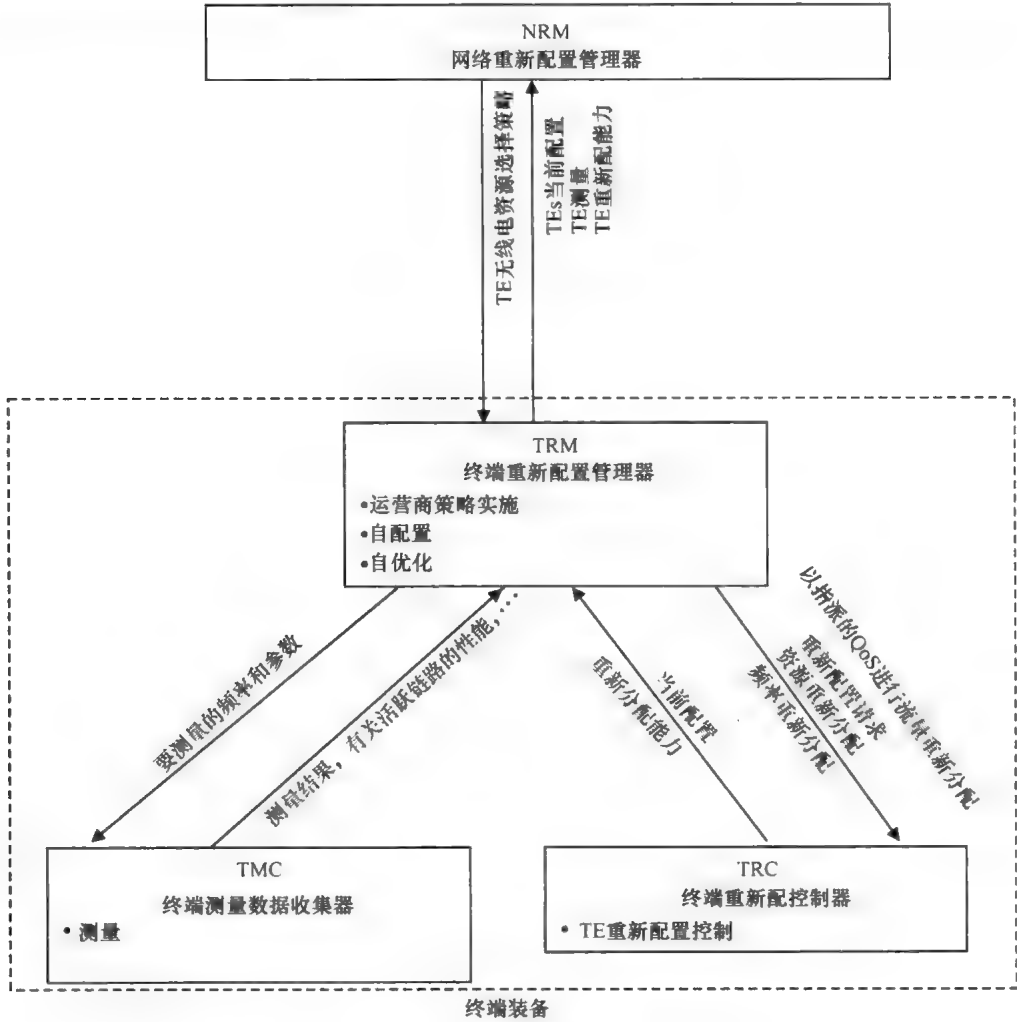 NRM
网络重新配置管理器
TE无线电资源选择策略
TEs当前配置
TE测量
TE重新配能力
TRM
终端重新配置管理器
•运营商策略实施
•自配置
•自优化
要测量的频率和参数
测量结果，有关活跃链路的性能，…
当前配置
重新分配能力
以指派的QoS进行流量重新分配
重新配置请求
资源重新分配
频率重新分配
TMC
终端测量数据收集器
• 测量
TRC
终端重新配控制器
• TE重新配置控制
终端装备